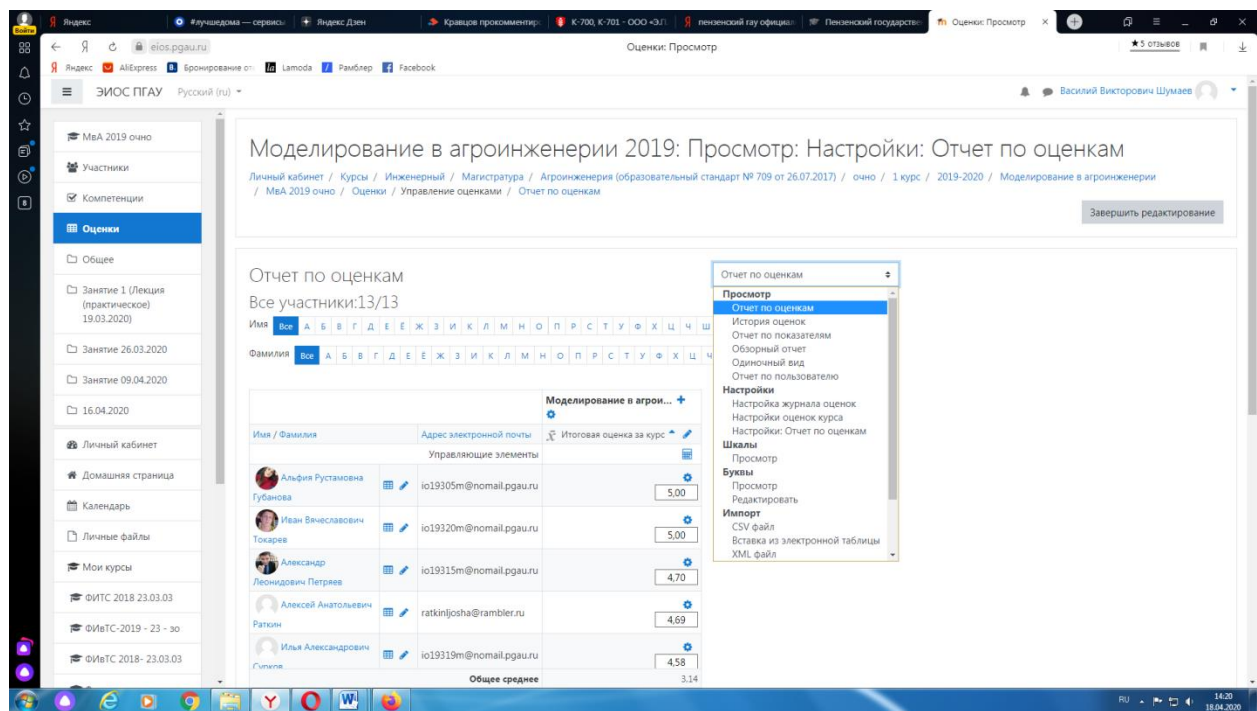 Войти
Яндекс
#лучшедома — сервисы
Яндекс Дзен
Кравцов прокомментиро
К-700, К-701 - ООО «ЭЛ
пензенский гау официал
Пензенский государстве
Оценки: Просмотр
eios.pgau.ru
Оценки: Просмотр
★5 отзывов
Яндекс
AliExpress
Бронирование от
Lamoda
Рамблер
Facebook
ЭИОС ПГАУ
Русский (ru)
Василий Викторович Шумаев
МвА 2019 очно
Участники
Компетенции
Оценки
Общее
Занятие 1 (Лекция
(практическое)
19.03.2020)
Занятие 26.03.2020
Занятие 09.04.2020
16.04.2020
Личный кабинет
Домашняя страница
Календарь
Личные файлы
Мои курсы
ФИТС 2018 23.03.03
ФИвТС-2019 - 23 - зо
ФИвТС 2018- 23.03.03
Моделирование в агроинженерии 2019: Просмотр: Настройки: Отчет по оценкам
Личный кабинет / Курсы / Инженерный / Магистратура / Агроинженерия (образовательный стандарт № 709 от 26.07.2017) / очно / 1 курс / 2019-2020 / Моделирование в агроинженерии
/ МвА 2019 очно / Оценки / Управление оценками / Отчет по оценкам
Завершить редактирование
Отчет по оценкам
Все участники:13/13
Имя Все А Б В Г Д Е Ё Ж З И К Л М Н О П Р С Т У Ф Х Ц Ч Ш
Фамилия Все А Б В Г Д Е Ё Ж З И К Л М Н О П Р С Т У Ф Х Ц Ч
Отчет по оценкам
Просмотр
Отчет по оценкам
История оценок
Отчет по показателям
Обзорный отчет
Одиночный вид
Отчет по пользователю
Настройки
Настройка журнала оценок
Настройки оценок курса
Настройки: Отчет по оценкам
Шкалы
Просмотр
Буквы
Просмотр
Редактировать
Импорт
CSV файл
Вставка из электронной таблицы
XML файл
Моделирование в агрои...
Имя / Фамилия
Адрес электронной почты
Итоговая оценка за курс
Управляющие элементы
Альфия Рустамовна
Губанова
io19305m@nomail.pgau.ru
5,00
Иван Вячеславович
Токарев
io19320m@nomail.pgau.ru
5,00
Александр
Леонидович Петряев
io19315m@nomail.pgau.ru
4,70
Алексей Анатольевич
Раткин
ratkinljosha@rambler.ru
4,69
Илья Александрович
Сурков
io19319m@nomail.pgau.ru
4,58
Общее среднее
3,14
RU
14:20
18.04.2020